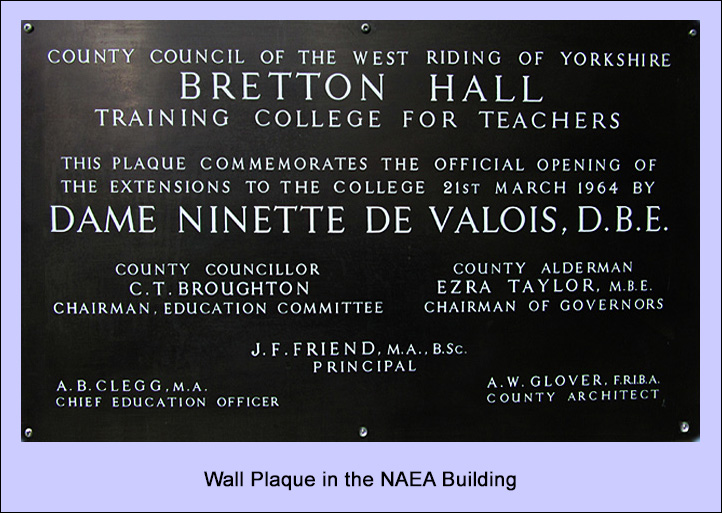 COUNTY COUNCIL OF THE WEST RIDING OF YORKSHIRE
BRETTON HALL
TRAINING COLLEGE FOR TEACHERS
THIS PLAQUE COMMEMORATES THE OFFICIAL OPENING OF
THE EXTENSIONS TO THE COLLEGE 21ST MARCH 1964 BY
DAME NINETTE DE VALOIS, D.B.E.
COUNTY COUNCILLOR
C.T. BROUGHTON
CHAIRMAN, EDUCATION COMMITTEE
COUNTY ALDERMAN
EZRA TAYLOR, M.B.E.
CHAIRMAN OF GOVERNORS
J.F. FRIEND, M.A., B.Sc.
PRINCIPAL
A.B. CLEGG, M.A.
CHIEF EDUCATION OFFICER
A.W. GLOVER, F.R.I.B.A.
COUNTY ARCHITECT
Wall Plaque in the NAEA Building